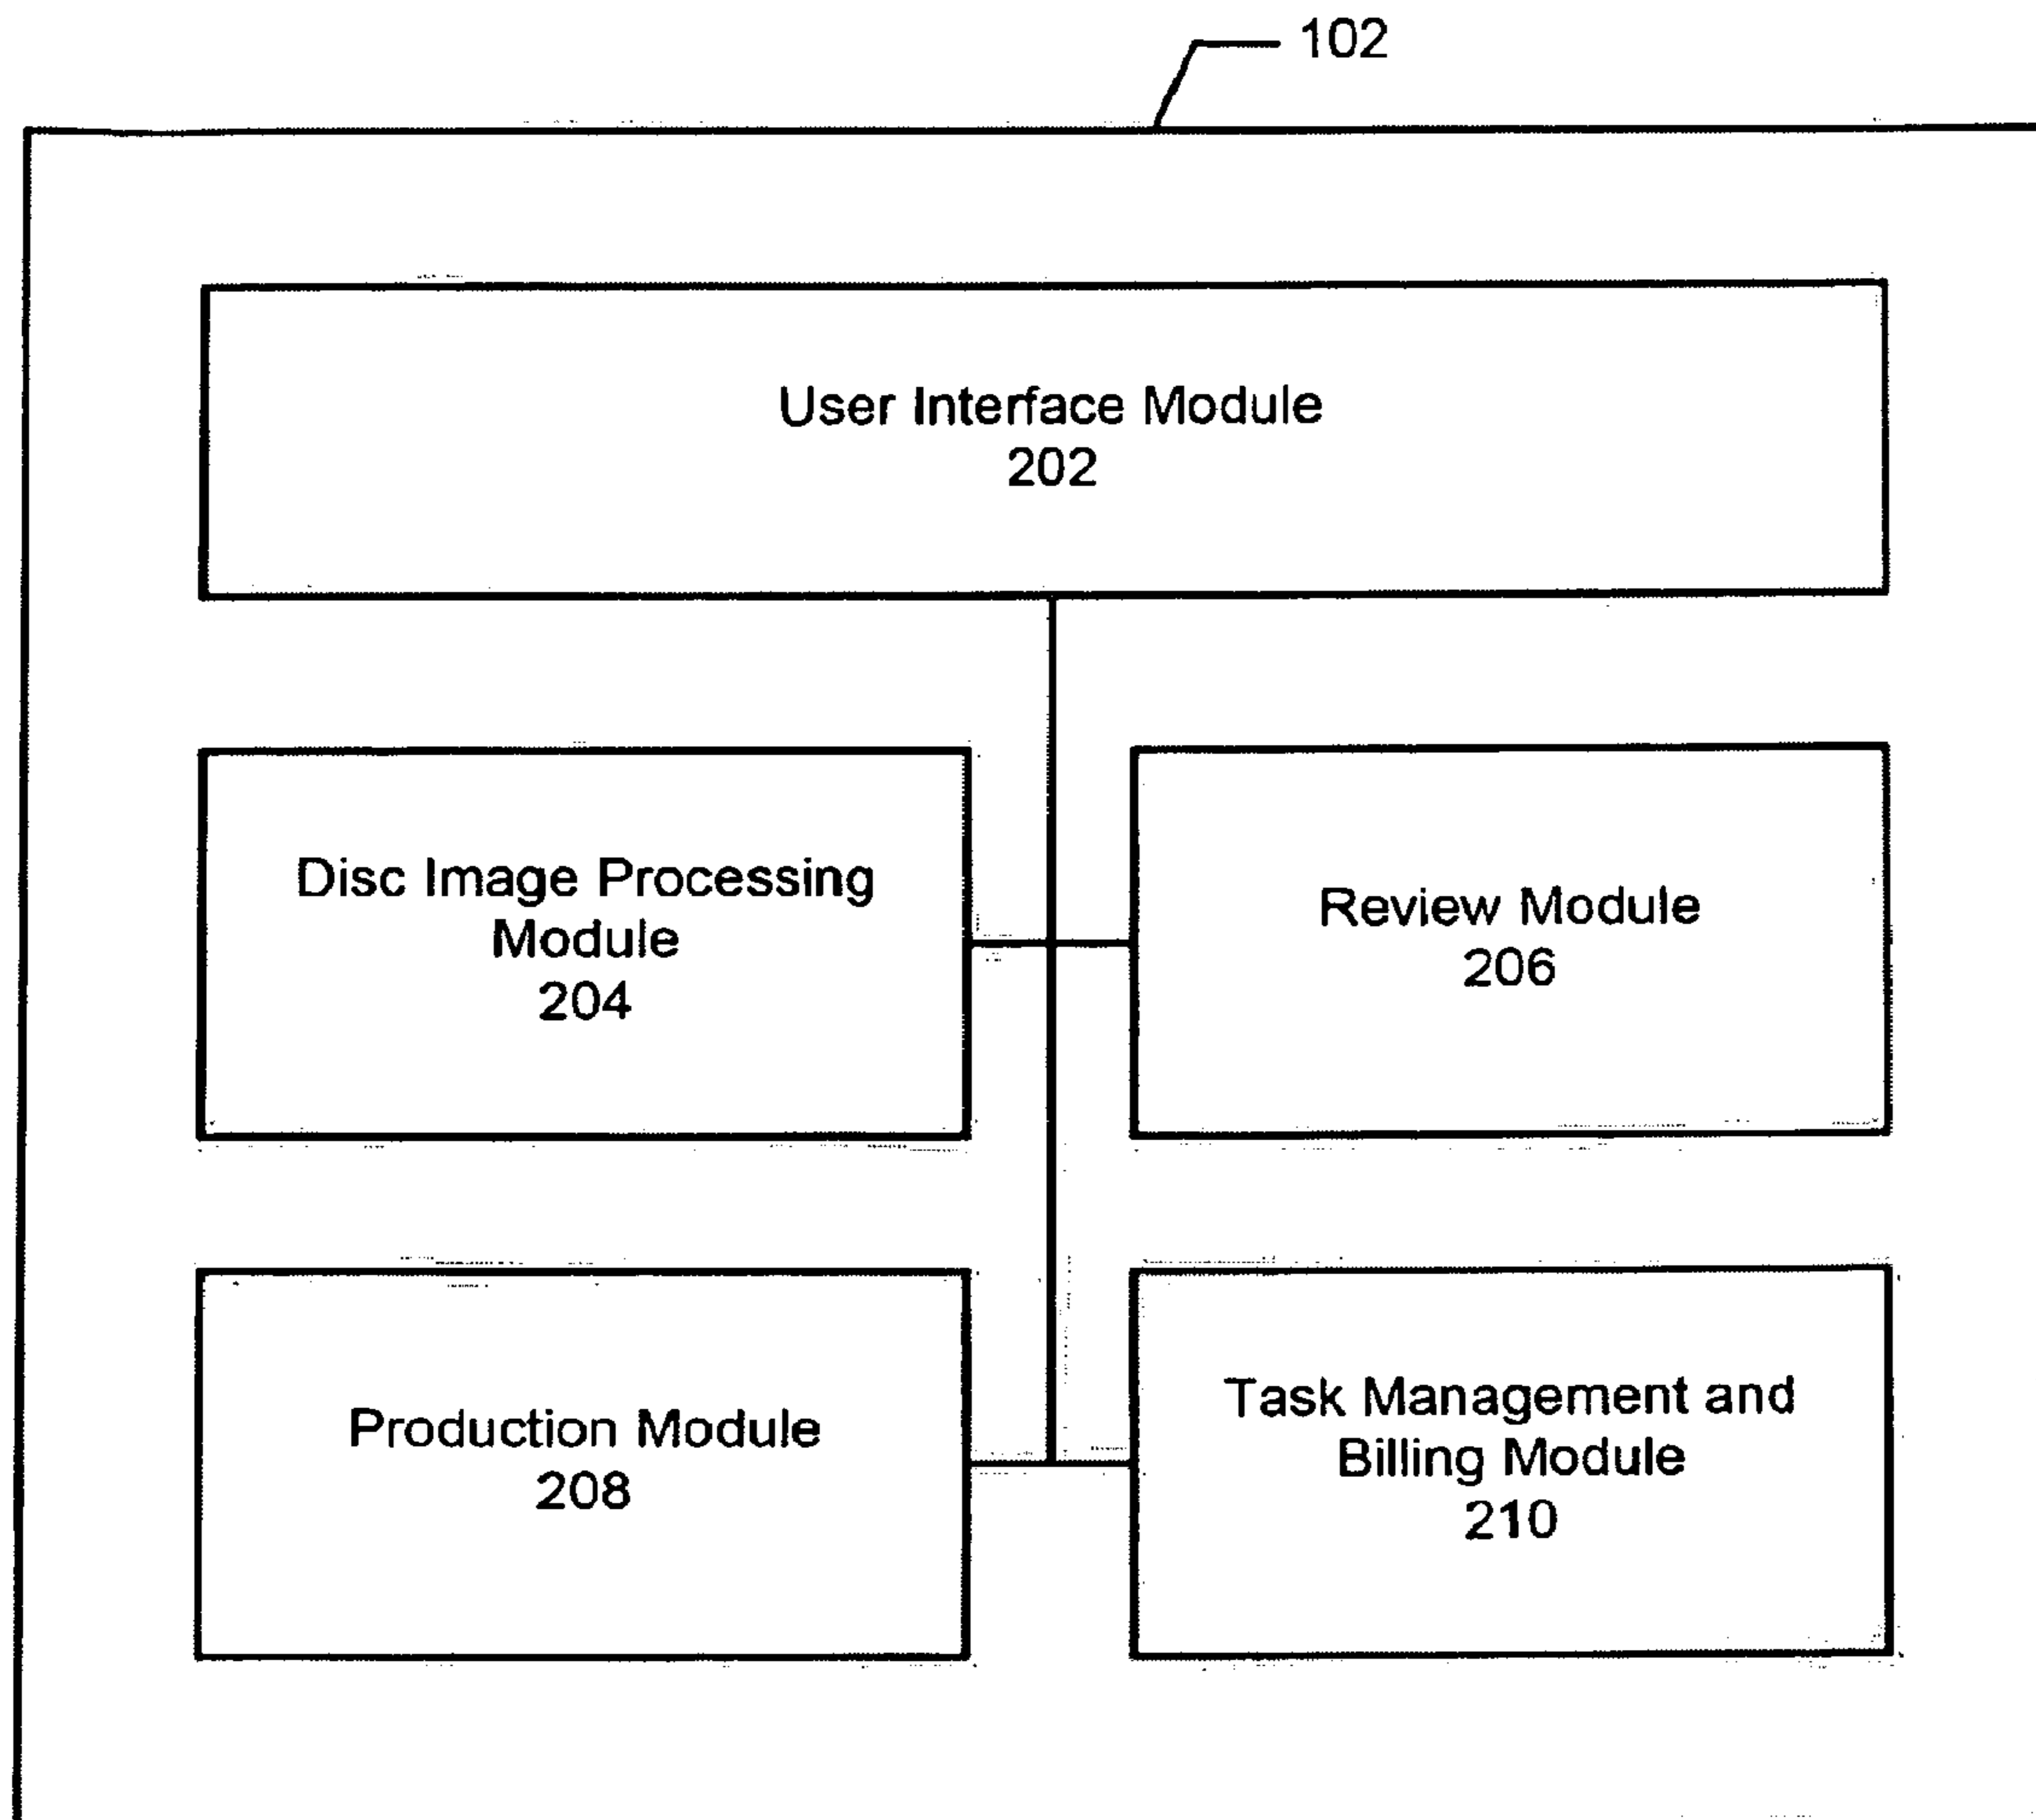 102
User Interface Module
202
Disc Image Processing
Module
204
Review Module
206
Production Module
208
Task Management and
Billing Module
210